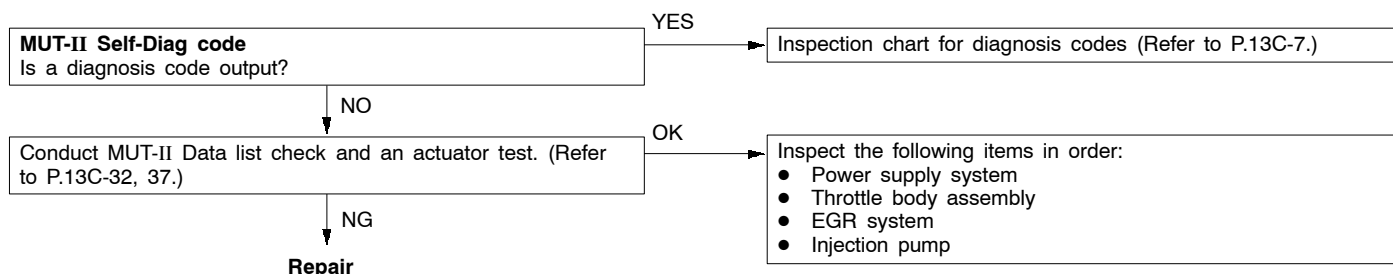 YES
MUT-II Self-Diag code
Is a diagnosis code output?
Inspection chart for diagnosis codes (Refer to P.13C-7.)
NO
OK
Conduct MUT-II Data list check and an actuator test. (Refer
to P.13C-32, 37.)
Inspect the following items in order:
● Power supply system
● Throttle body assembly
● EGR system
● Injection pump
NG
Repair